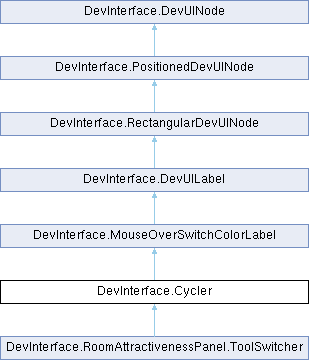 DevInterface.DevUINode
DevInterface.PositionedDevUINode
DevInterface.RectangularDevUINode
DevInterface.DevUILabel
DevInterface.MouseOverSwitchColorLabel
DevInterface.Cycler
DevInterface.RoomAttractivenessPanel.ToolSwitcher